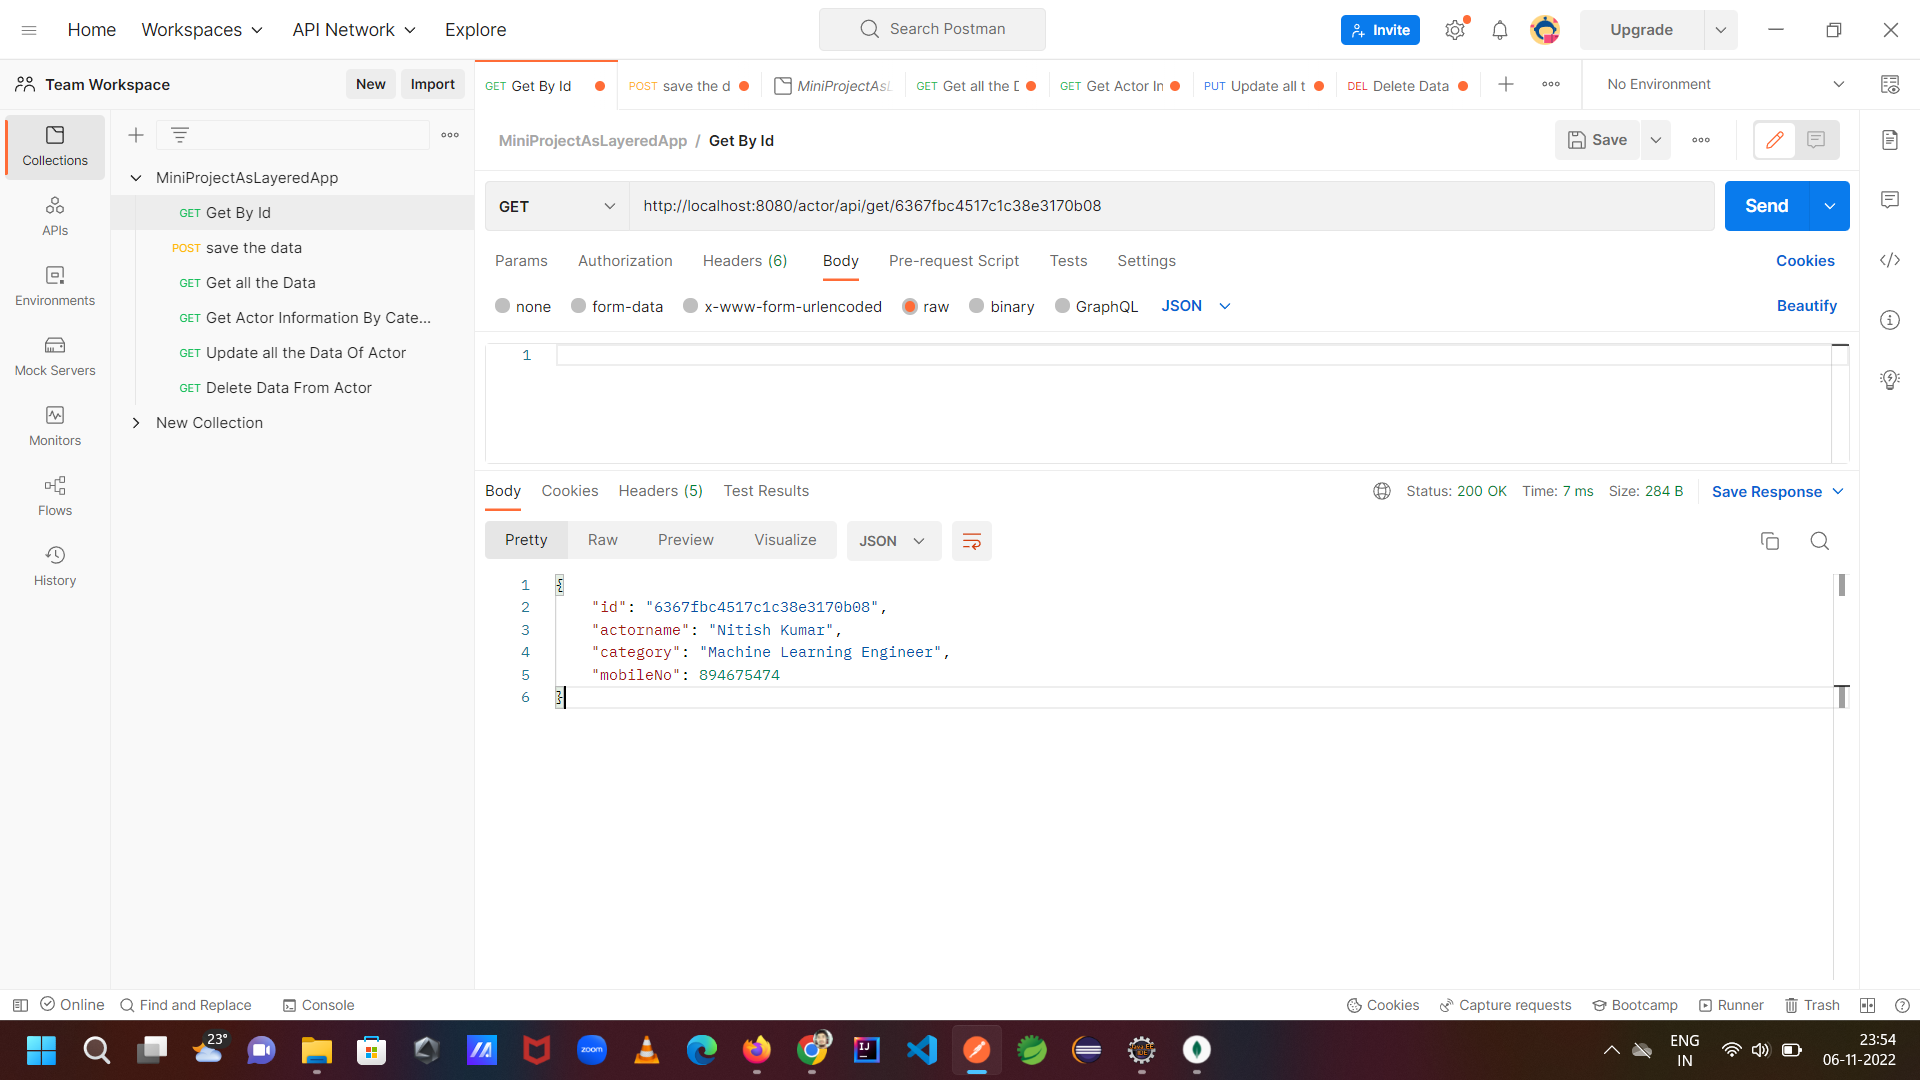 Home Workspaces API Network Explore Search Postman Invite Upgrade
Team Workspace New Import
GET Get By Id POST save the d MiniProjectAsL GET Get all the D GET Get Actor In PUT Update all t DEL Delete Data No Environment
MiniProjectAsLayeredApp / Get By Id Save
Collections
APIs
Environments
Mock Servers
Monitors
Flows
History
MiniProjectAsLayeredApp
GET Get By Id
POST save the data
GET Get all the Data
GET Get Actor Information By Cate...
GET Update all the Data Of Actor
GET Delete Data From Actor
New Collection
GET http://localhost:8080/actor/api/get/6367fbc4517c1c38e3170b08 Send
Params Authorization Headers (6) Body Pre-request Script Tests Settings Cookies
none form-data x-www-form-urlencoded raw binary GraphQL JSON Beautify
1
Body Cookies Headers (5) Test Results Status: 200 OK Time: 7 ms Size: 284 B Save Response
Pretty Raw Preview Visualize JSON
1 {
2 "id": "6367fbc4517c1c38e3170b08",
3 "actorname": "Nitish Kumar",
4 "category": "Machine Learning Engineer",
5 "mobileNo": 894675474
6 }
Online Find and Replace Console Cookies Capture requests Bootcamp Runner Trash
23° zoom IJ ENG 23:54
IN 06-11-2022